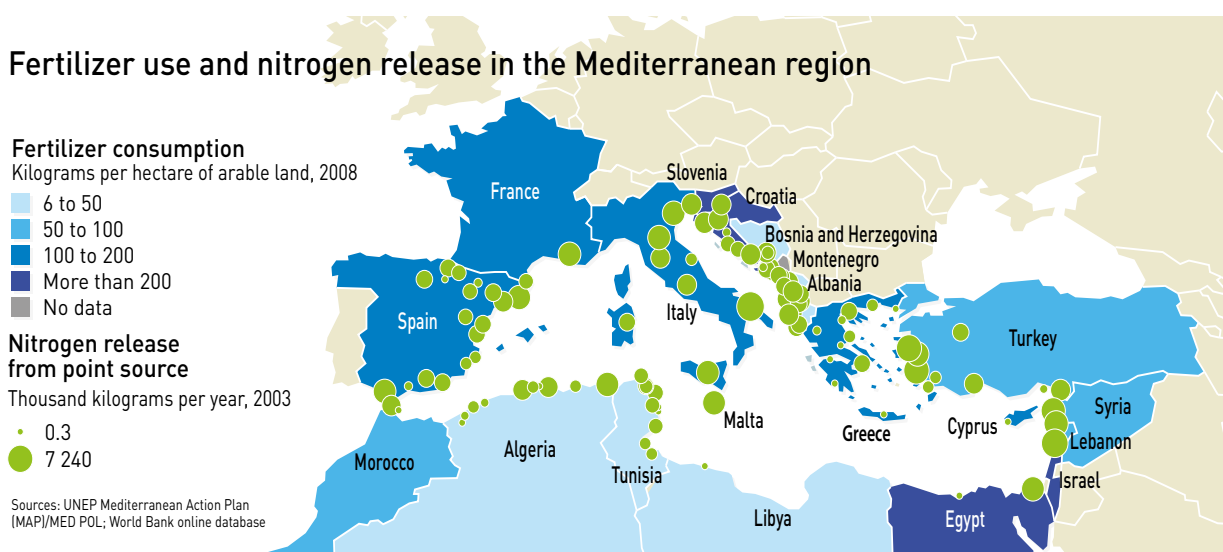 Fertilizer use and nitrogen release in the Mediterranean region
Fertilizer consumption
Kilograms per hectare of arable land, 2008
6 to 50
50 to 100
100 to 200
More than 200
No data
Nitrogen release
from point source
Thousand kilograms per year, 2003
0.3
7 240
Sources: UNEP Mediterranean Action Plan
(MAP)/MED POL; World Bank online database
Slovenia
France
Croatia
Bosnia and Herzegovina
Montenegro
Albania
Italy
Spain
Turkey
Malta
Greece
Cyprus
Syria
Lebanon
Algeria
Morocco
Tunisia
Israel
Libya
Egypt